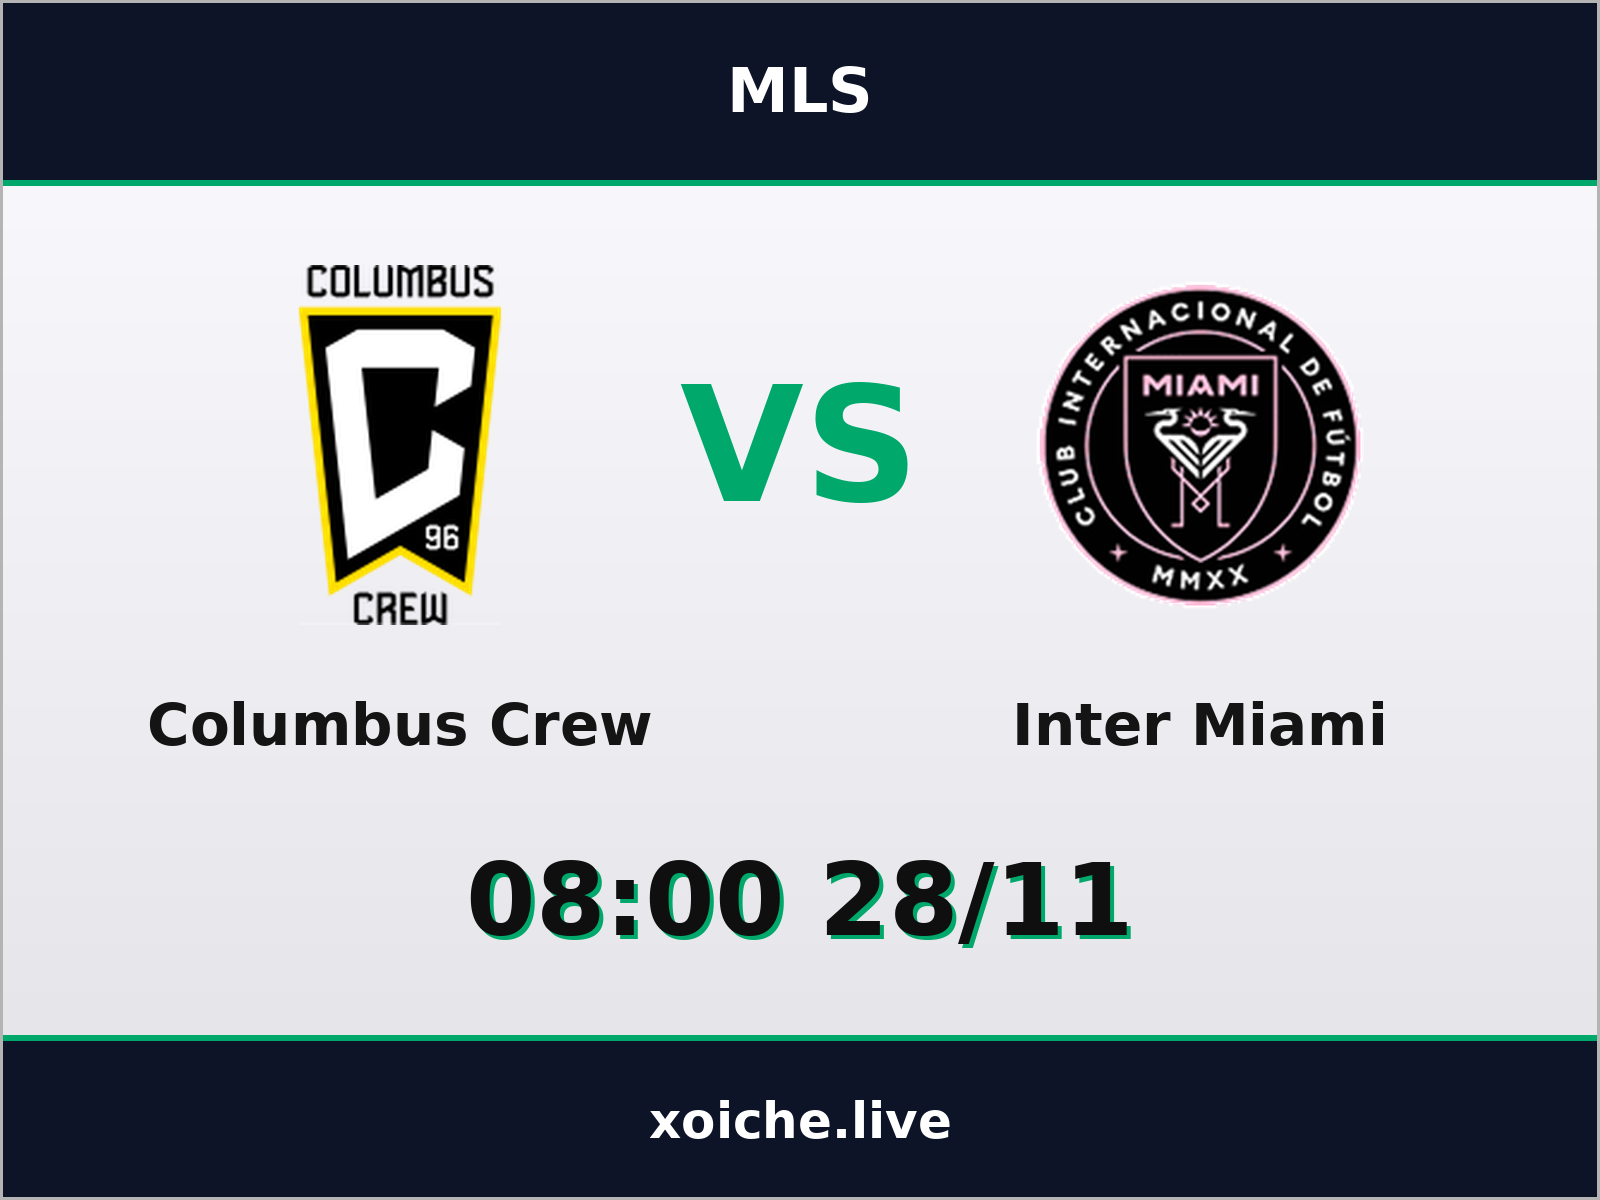 MLS
COLUMBUS
96
CREW
VS
CLUB INTERNACIONAL DE FÚTBOL
MIAMI
MMXX
Columbus Crew
Inter Miami
08:00 28/11
xoiche.live